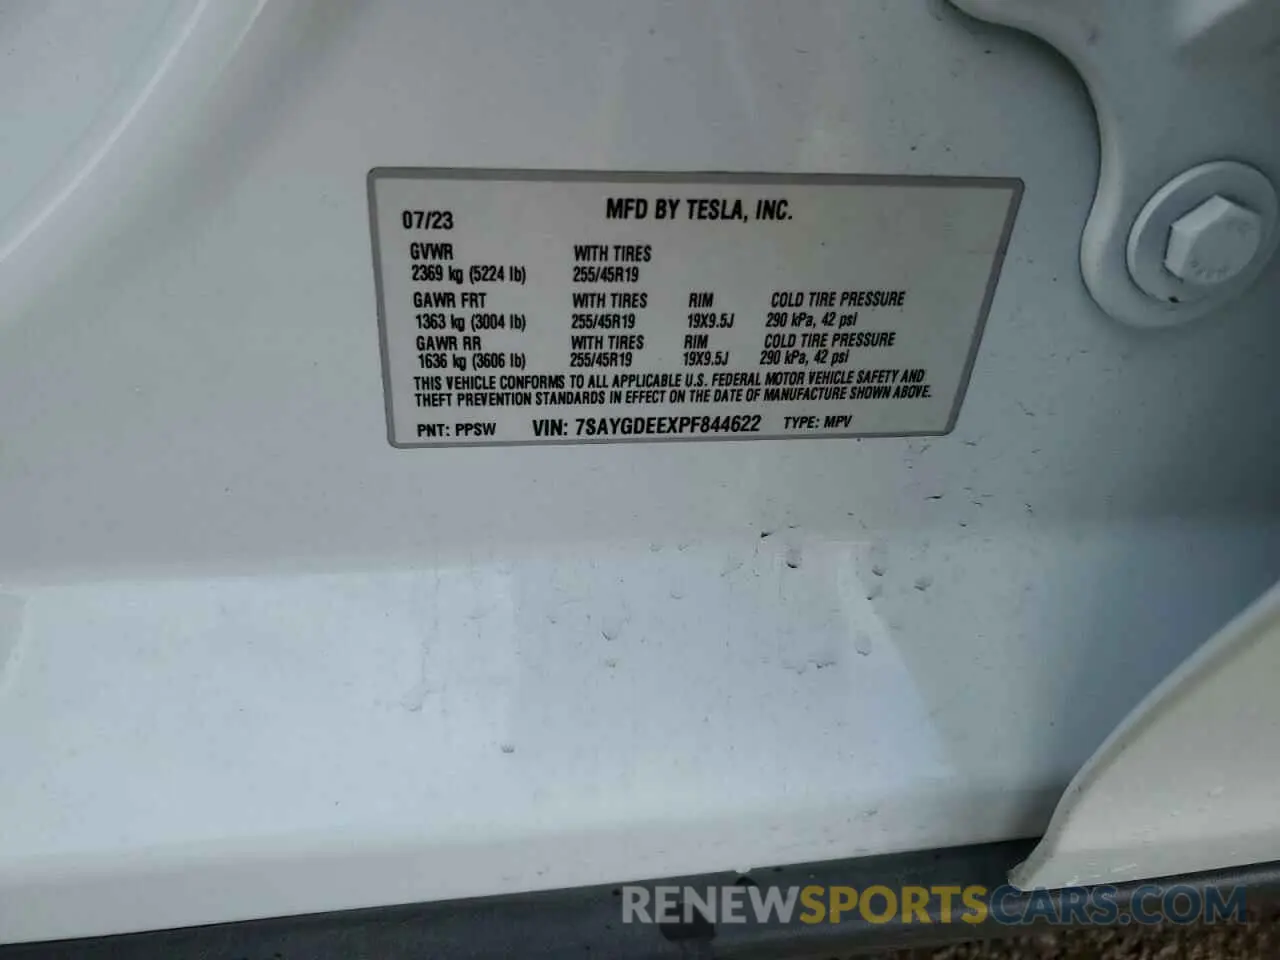 07/23 MFD BY TESLA, INC.
GVWR WITH TIRES
2369 kg (5224 lb) 255/45R19
GAWR FRT WITH TIRES RIM COLD TIRE PRESSURE
1363 kg (3004 lb) 255/45R19 19X9.5J 290 kPa, 42 psi
GAWR RR WITH TIRES RIM COLD TIRE PRESSURE
1636 kg (3606 lb) 255/45R19 19X9.5J 290 kPa, 42 psi
THIS VEHICLE CONFORMS TO ALL APPLICABLE U.S. FEDERAL MOTOR VEHICLE SAFETY AND
THEFT PREVENTION STANDARDS IN EFFECT ON THE DATE OF MANUFACTURE SHOWN ABOVE.
PNT: PPSW VIN: 7SAYGDEEXPF844622 TYPE: MPV
RENEWSPORTSCARS.COM